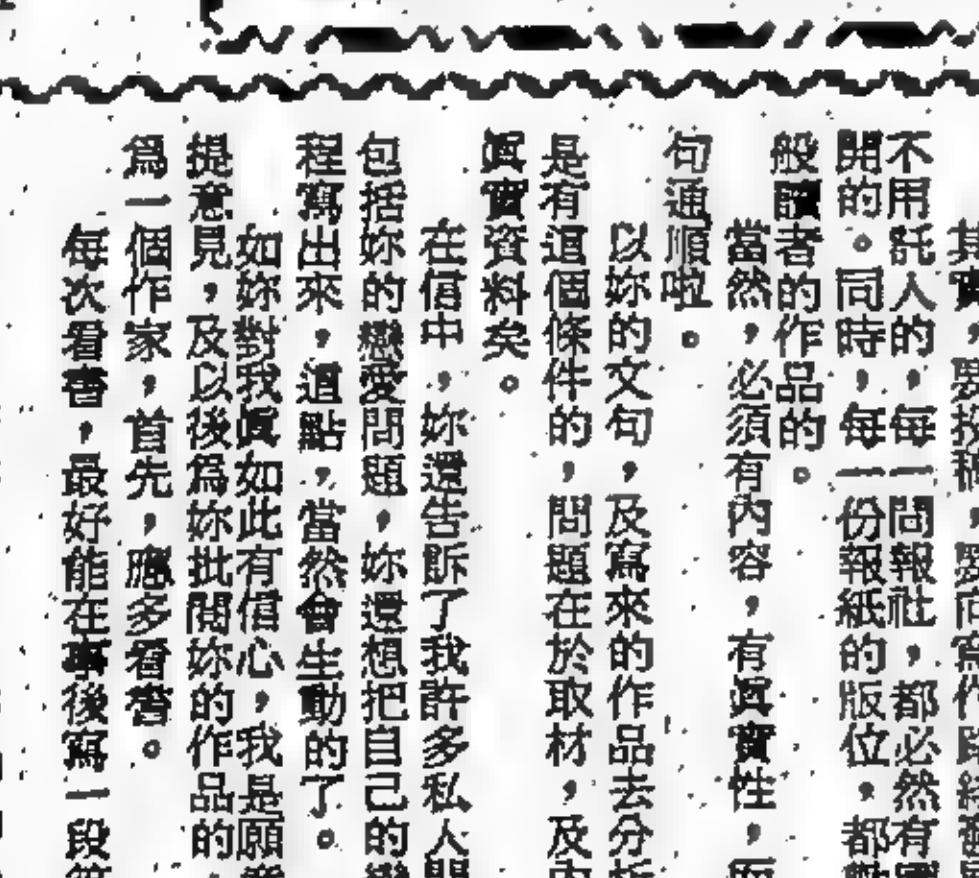 其實，要投稿，
不用託人的，每一間報社，都必然有
開的。同時，每一份報紙的版位，都
般讀者的作品的。
當然，必須有內容，有眞實性，
句通順啦。
以妳的文句，及寫來的作品去分析
是有這個條件的，問題在於取材，及內
眞實資料矣。
在信中，妳還告訴了我許多私人問
包括妳的戀愛問題，妳還想把自己的戀
程寫出來，這點，當然會生動的了。
如妳對我眞如此有信心，我是願意
提意見，及以後爲妳批閱妳的作品的
爲一個作家，首先，應多看書。
每次看書，最好能在事後寫一段